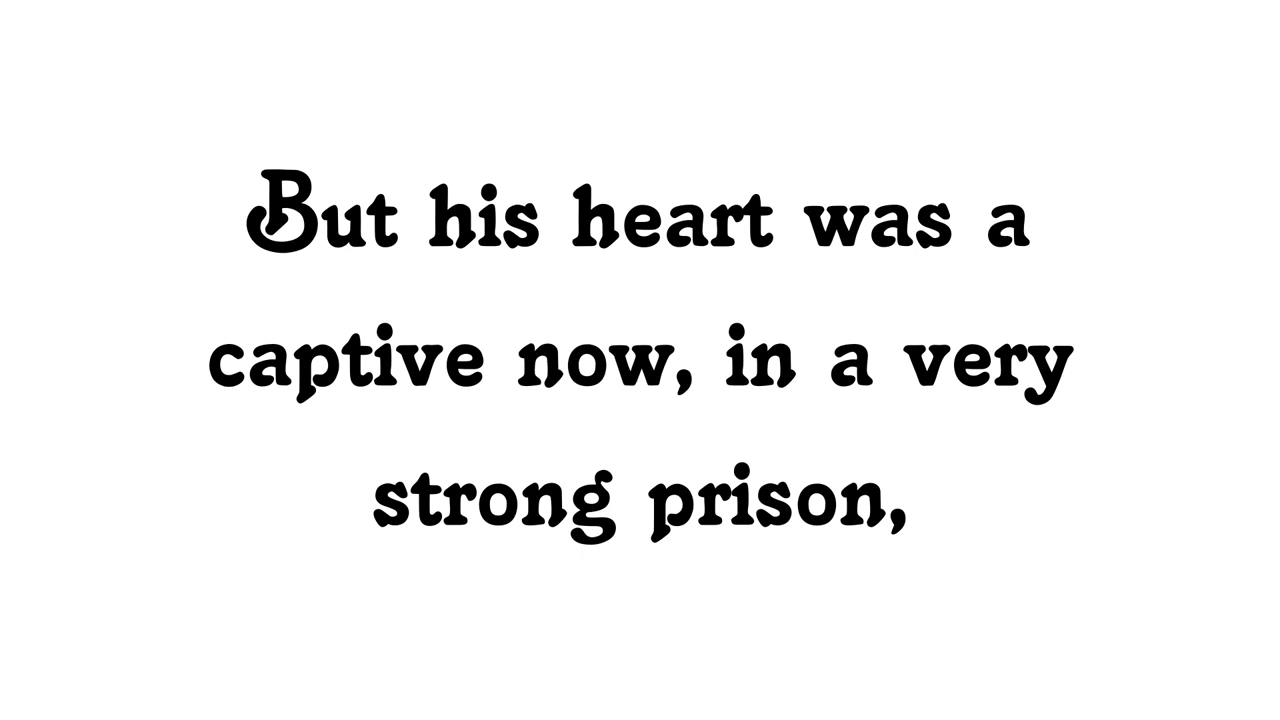 But his heart was a
captive now, in a very
strong prison,